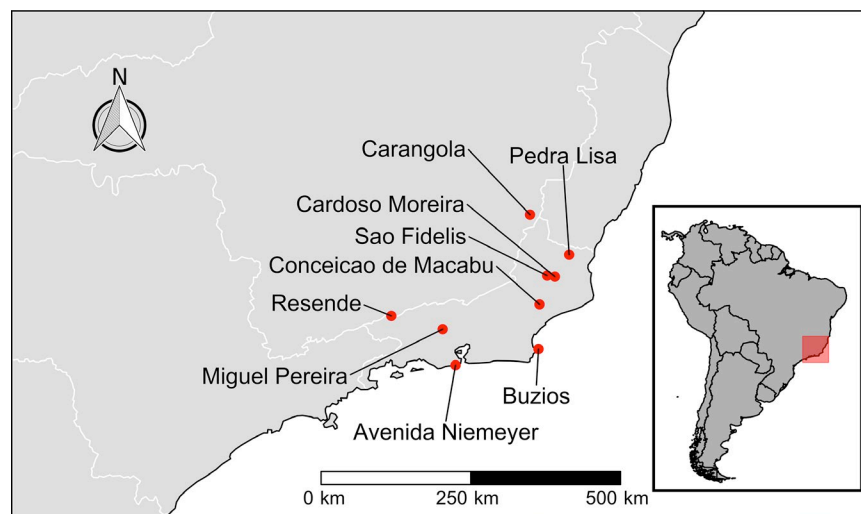 N
Carangola
Pedra Lisa
Cardoso Moreira
Sao Fidelis
Conceicao de Macabu
Resende
Miguel Pereira
Buzios
Avenida Niemeyer
0 km
250 km
500 km